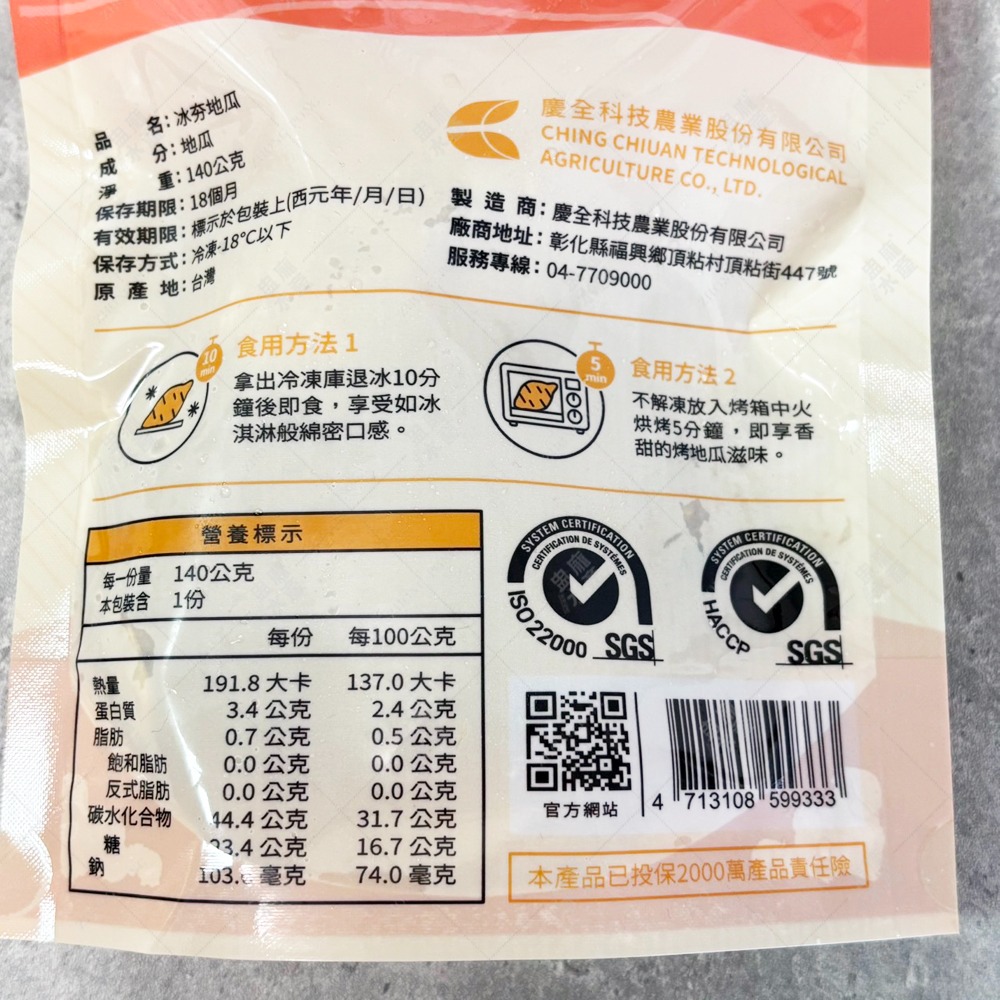 品名：冰夯地瓜
成分：地瓜
淨重：140公克
保存期限：18個月
有效期限：標示於包裝上(西元年/月/日)
保存方式：冷凍-18°C以下
原產地：台灣
慶全科技農業股份有限公司
CHING CHIUAN TECHNOLOGICAL
AGRICULTURE CO., LTD.
製造商：慶全科技農業股份有限公司
廠商地址：彰化縣福興鄉頂粘村頂粘街447號
服務專線：04-7709000
10
min
食用方法 1
拿出冷凍庫退冰10分
鐘後即食，享受如冰
淇淋般綿密口感。
5
min
食用方法 2
不解凍放入烤箱中火
烘烤5分鐘，即享香
甜的烤地瓜滋味。
營養標示
每一份量 140公克
本包裝含 1份
每份 每100公克
熱量 191.8 大卡 137.0 大卡
蛋白質 3.4 公克 2.4 公克
脂肪 0.7 公克 0.5 公克
飽和脂肪 0.0 公克 0.0 公克
反式脂肪 0.0 公克 0.0 公克
碳水化合物 44.4 公克 31.7 公克
糖 23.4 公克 16.7 公克
鈉 103.6 毫克 74.0 毫克
SYSTEM CERTIFICATION
CERTIFICATION DE SYSTÈMES
ISO22000
SGS
SYSTEM CERTIFICATION
CERTIFICATION DE SYSTÈMES
HACCP
SGS
官方網站
4 713108 599333
本產品已投保2000萬產品責任險